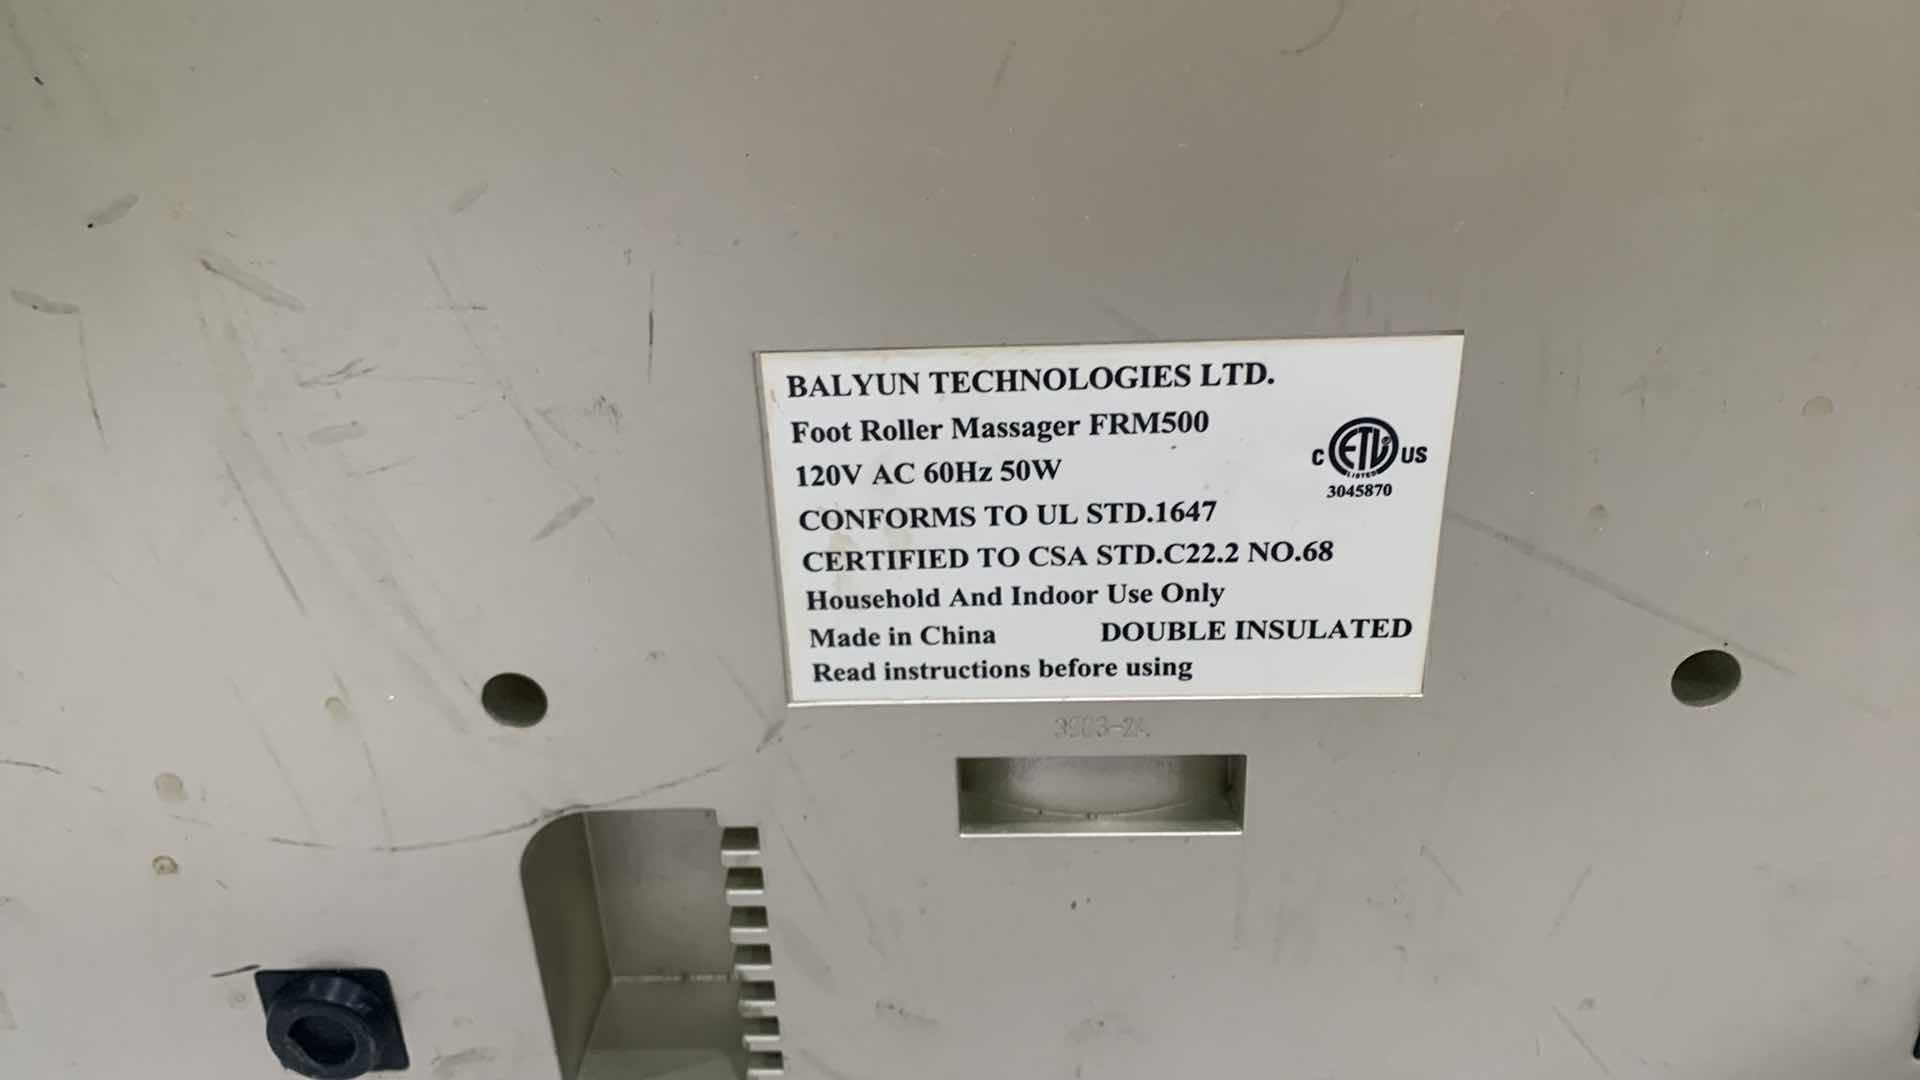 BALYUN TECHNOLOGIES LTD.
Foot Roller Massager FRM500
120V AC 60Hz 50W
C ETL US
LISTED
3045870
CONFORMS TO UL STD.1647
CERTIFIED TO CSA STD.C22.2 NO.68
Household And Indoor Use Only
Made in China DOUBLE INSULATED
Read instructions before using